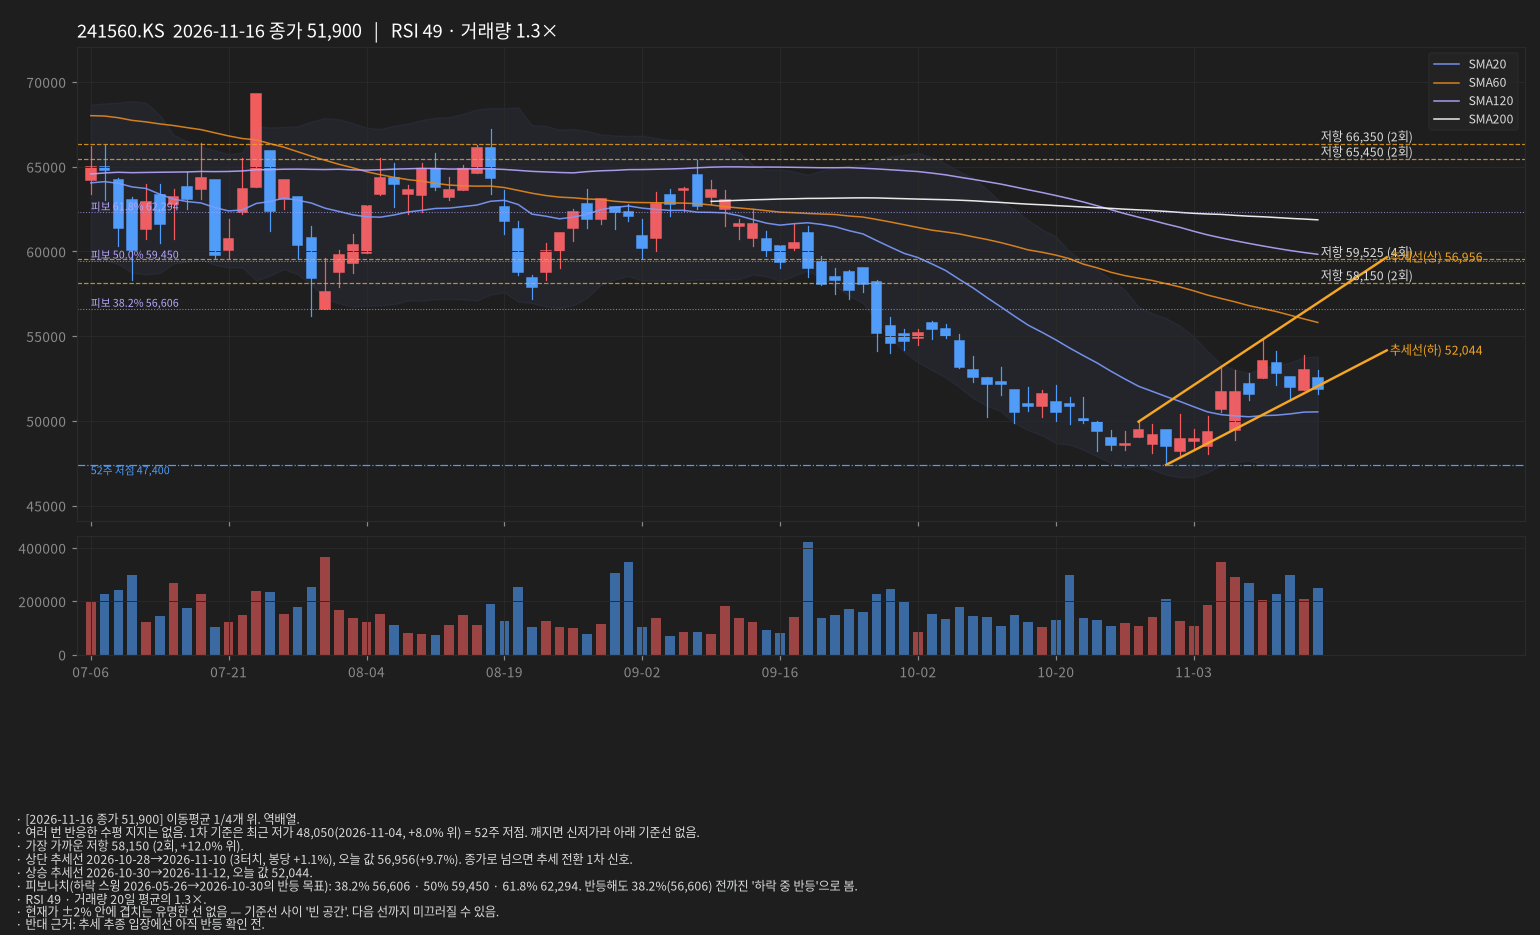 241560.KS 2026-11-16 종가 51,900 | RSI 49 · 거래량 1.3×
SMA20
SMA60
SMA120
SMA200
70000
65000
60000
55000
50000
45000
저항 66,350 (2회)
저항 65,450 (2회)
피보 61.8% 62,294
피보 50.0% 59,450
저항 59,525 (4회)
추세선(상) 56,956
저항 58,150 (2회)
피보 38.2% 56,606
추세선(하) 52,044
52주 저점 47,400
400000
200000
0
07-06 07-21 08-04 08-19 09-02 09-16 10-02 10-20 11-03
· [2026-11-16 종가 51,900] 이동평균 1/4개 위. 역배열.
· 여러 번 반응한 수평 지지는 없음. 1차 기준은 최근 저가 48,050(2026-11-04, +8.0% 위) = 52주 저점. 깨지면 신저가라 아래 기준선 없음.
· 가장 가까운 저항 58,150 (2회, +12.0% 위).
· 상단 추세선 2026-10-28→2026-11-10 (3터치, 봉당 +1.1%), 오늘 값 56,956(+9.7%). 종가로 넘으면 추세 전환 1차 신호.
· 상승 추세선 2026-10-30→2026-11-12, 오늘 값 52,044.
· 피보나치(하락 스윙 2026-05-26→2026-10-30의 반등 목표): 38.2% 56,606 · 50% 59,450 · 61.8% 62,294. 반등해도 38.2%(56,606) 전까진 '하락 중 반등'으로 봄.
· RSI 49 · 거래량 20일 평균의 1.3×.
· 현재가 ±2% 안에 겹치는 유명한 선 없음 — 기준선 사이 '빈 공간'. 다음 선까지 미끄러질 수 있음.
· 반대 근거: 추세 추종 입장에선 아직 반등 확인 전.